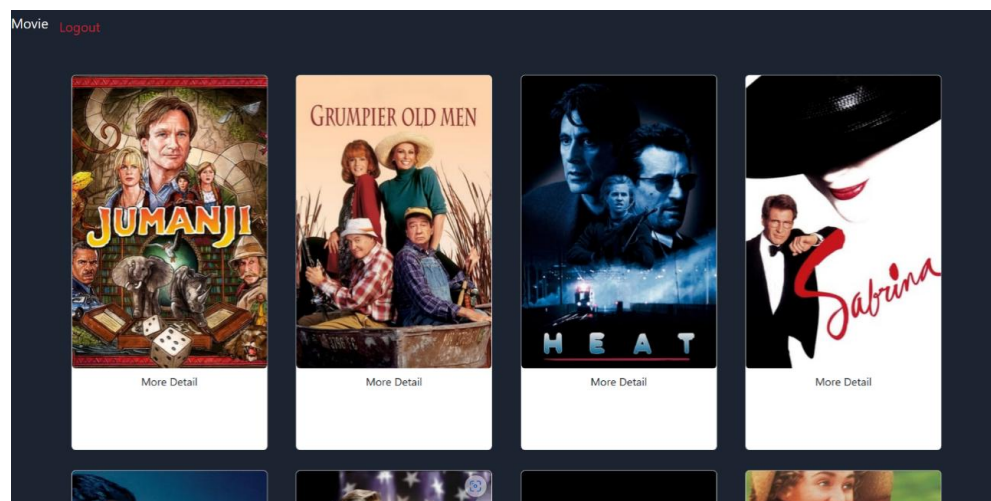 Movie Logout
JUMANJI
GRUMPIER OLD MEN
HEAT
Sabrina
More Detail
More Detail
More Detail
More Detail